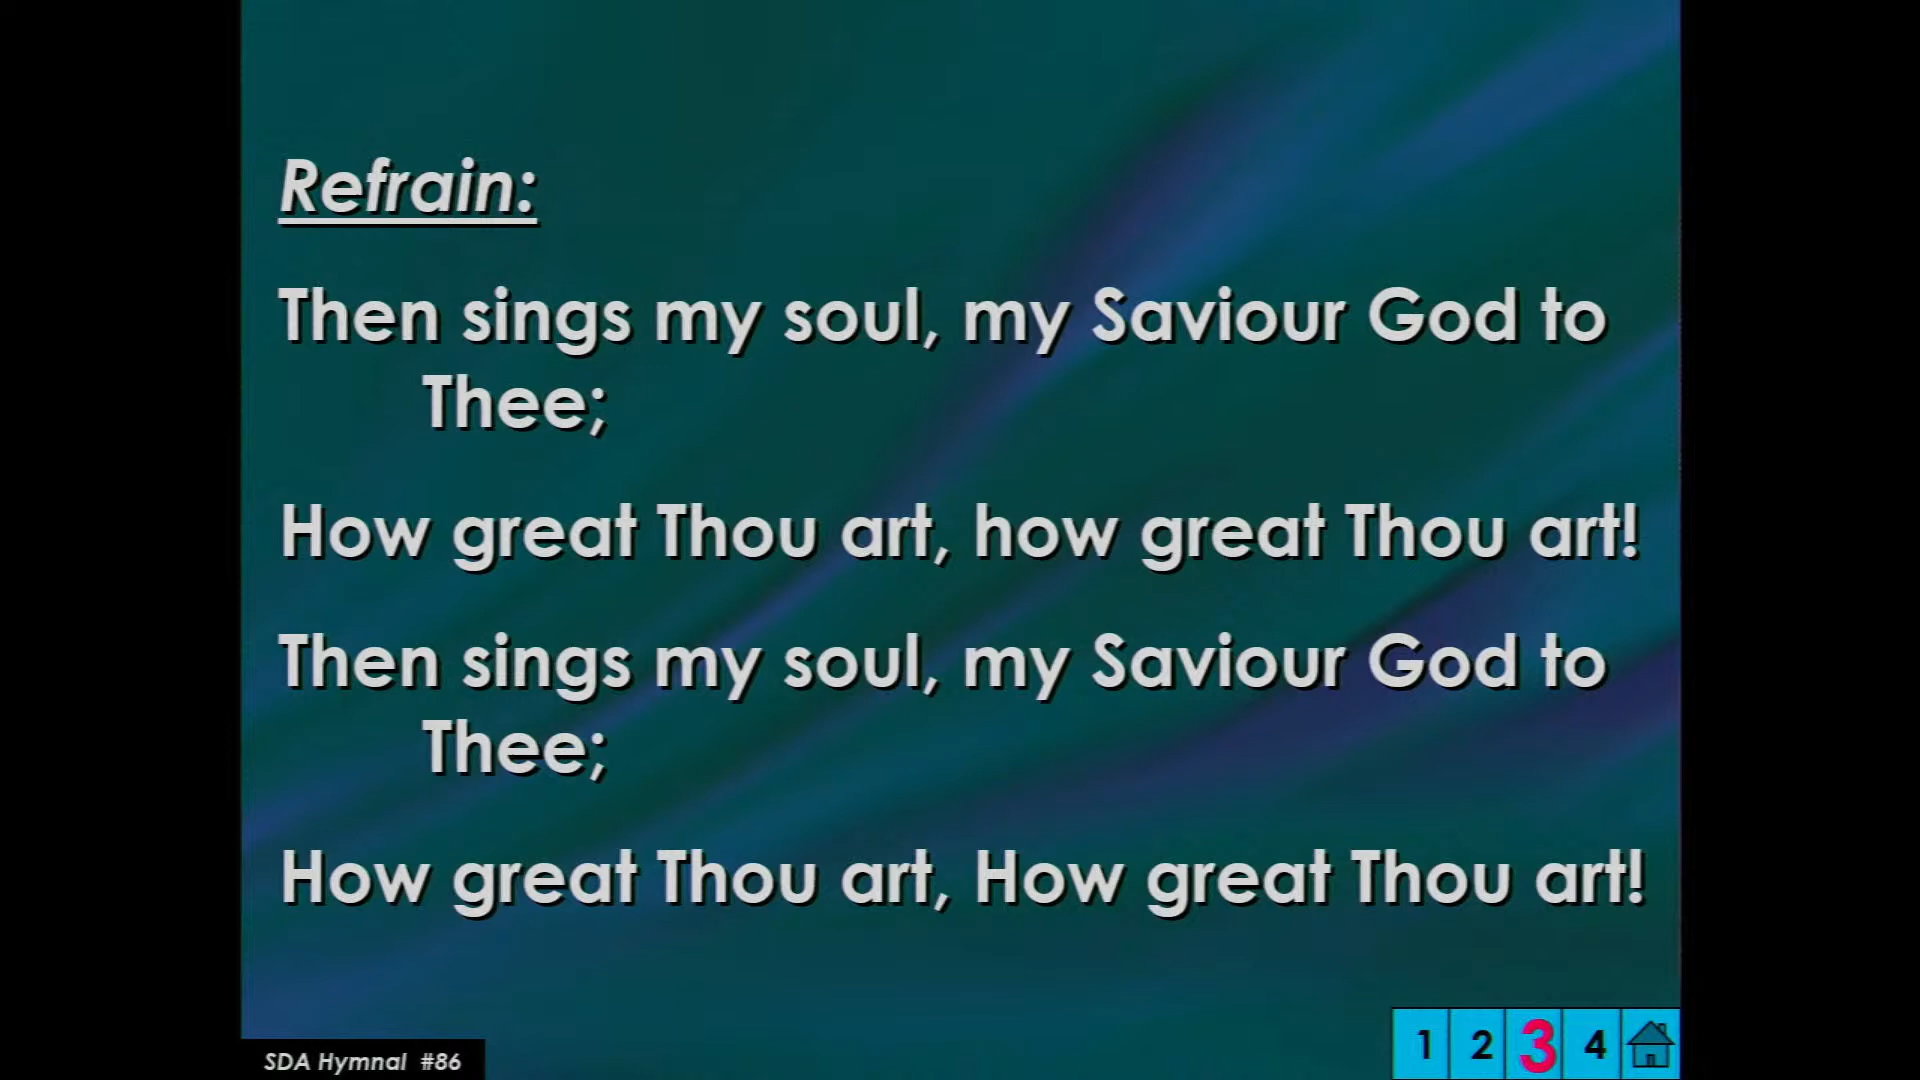 Refrain:
Then sings my soul, my Saviour God to
Thee;
How great Thou art, how great Thou art!
Then sings my soul, my Saviour God to
Thee;
How great Thou art, How great Thou art!
SDA Hymnal #86
1 2 3 4